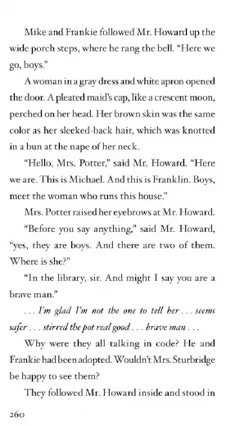 Mike and Frankie followed Mr. Howard up the
wide porch steps, where he rang the bell. “Here we
go, boys.”
A woman in a gray dress and white apron opened
the door. A pleated maid’s cap, like a crescent moon,
perched on her head. Her brown skin was the same
color as her sleeked-back hair, which was knotted
in a bun at the nape of her neck.
“Hello, Mrs. Potter,” said Mr. Howard. “Here
we are. This is Michael. And this is Franklin. Boys,
meet the woman who runs this house.”
Mrs. Potter raised her eyebrows at Mr. Howard.
“Before you say anything,” said Mr. Howard,
“yes, they are boys. And there are two of them.
Where is she?”
“In the library, sir. And might I say you are a
brave man.”
. . . I’m glad I’m not the one to tell her . . . seems
safer . . . stirred the pot real good . . . brave man . . .
Why were they all talking in code? He and
Frankie had been adopted. Wouldn’t Mrs. Sturbridge
be happy to see them?
They followed Mr. Howard inside and stood in
260